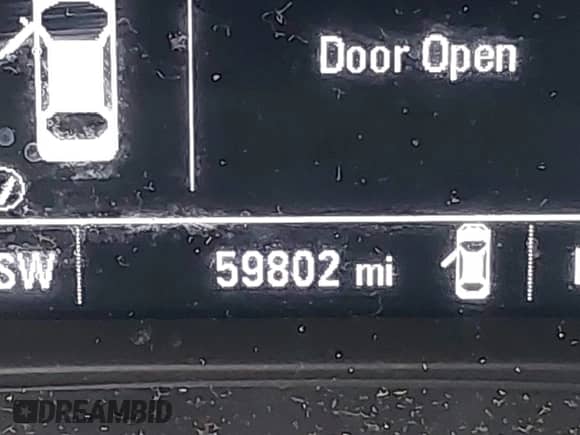 Door Open
SW
59802 mi
DREAMBID